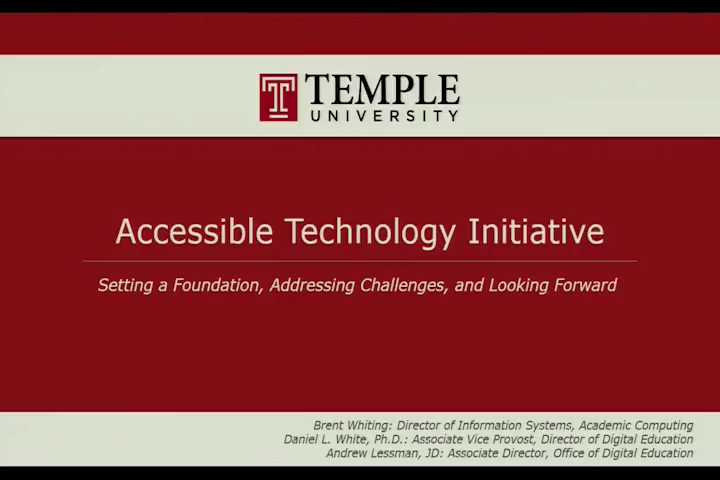 TEMPLE
UNIVERSITY
Accessible Technology Initiative
Setting a Foundation, Addressing Challenges, and Looking Forward
Brent Whiting: Director of Information Systems, Academic Computing
Daniel L. White, Ph.D.: Associate Vice Provost, Director of Digital Education
Andrew Lessman, JD: Associate Director, Office of Digital Education